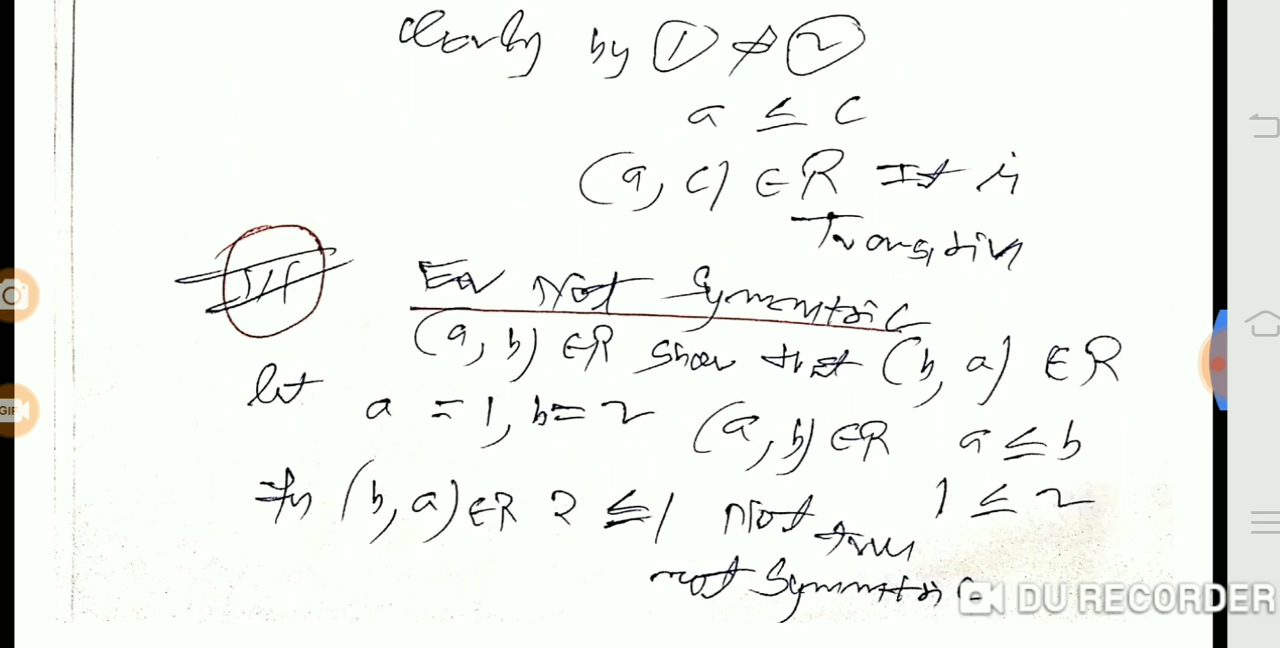 Clearly by ① & ②
a ≤ c
(a, c) ∈ R It is
Transitive
III
For Not Symmetric
(a, b) ∈ R show that (b, a) ∈ R
let a = 1, b = 2 (a, b) ∈ R a ≤ b
1 ≤ 2
(b, a) ∈ R 2 ≤ 1 Not true
not Symmetric
DU RECORDER
GIF